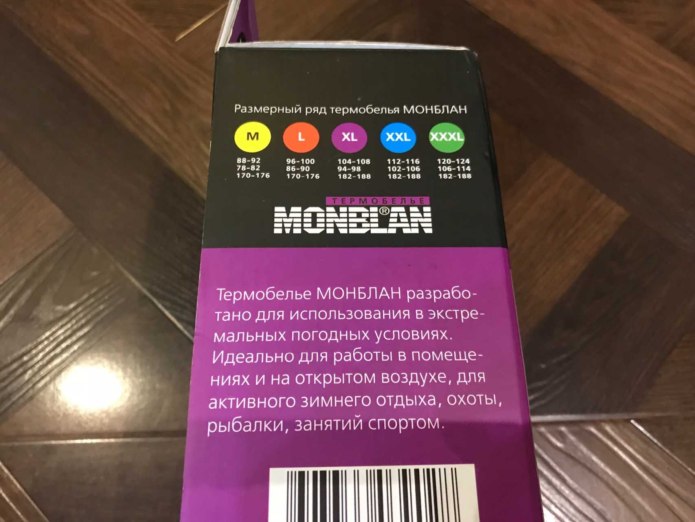 Размерный ряд термобелья МОНБЛАН
M L XL XXL XXXL
88-92 96-100 104-108 112-116 120-124
78-82 86-90 94-98 102-106 106-114
170-176 170-176 182-188 182-188 182-188
ТЕРМОБЕЛЬЕ
MONBLAN®
Термобелье МОНБЛАН разрабо-
тано для использования в экстре-
мальных погодных условиях.
Идеально для работы в помеще-
ниях и на открытом воздухе, для
активного зимнего отдыха, охоты,
рыбалки, занятий спортом.